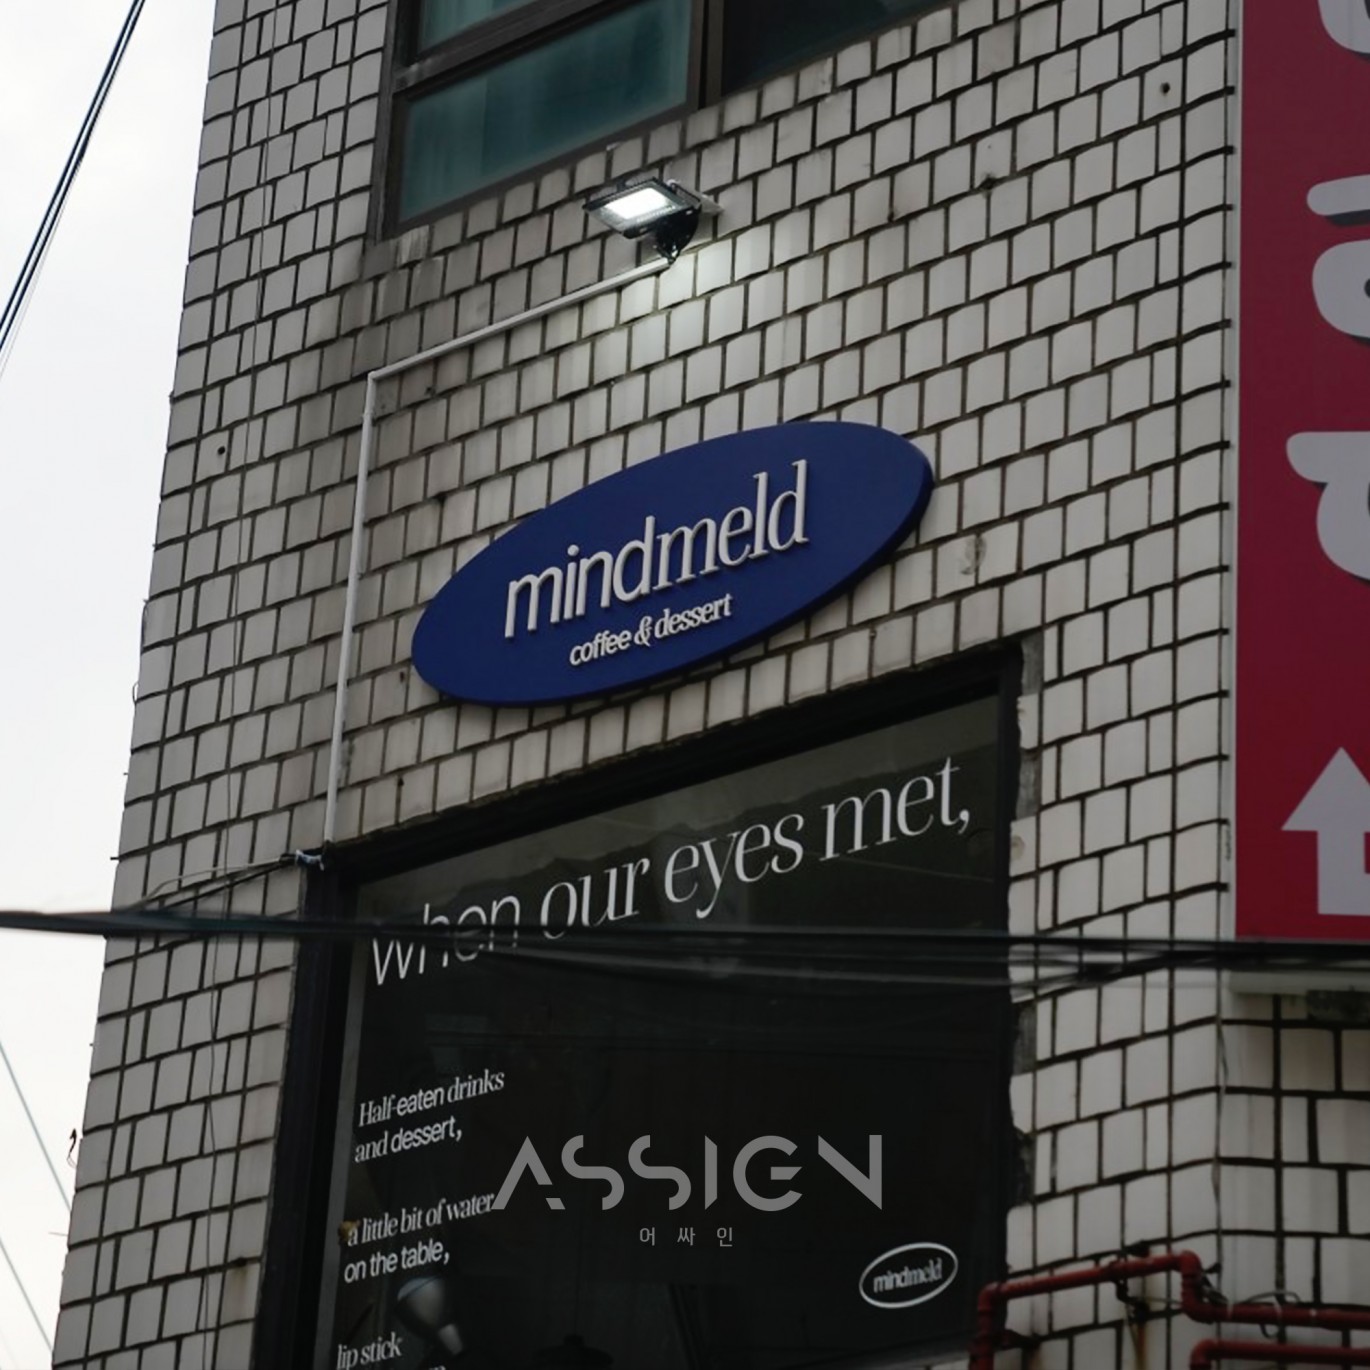 mindmeld
coffee & dessert
when our eyes met,
Half-eaten drinks
and dessert,
a little bit of water
on the table,
lip stick
ASSIGN
어싸인
mindmeld